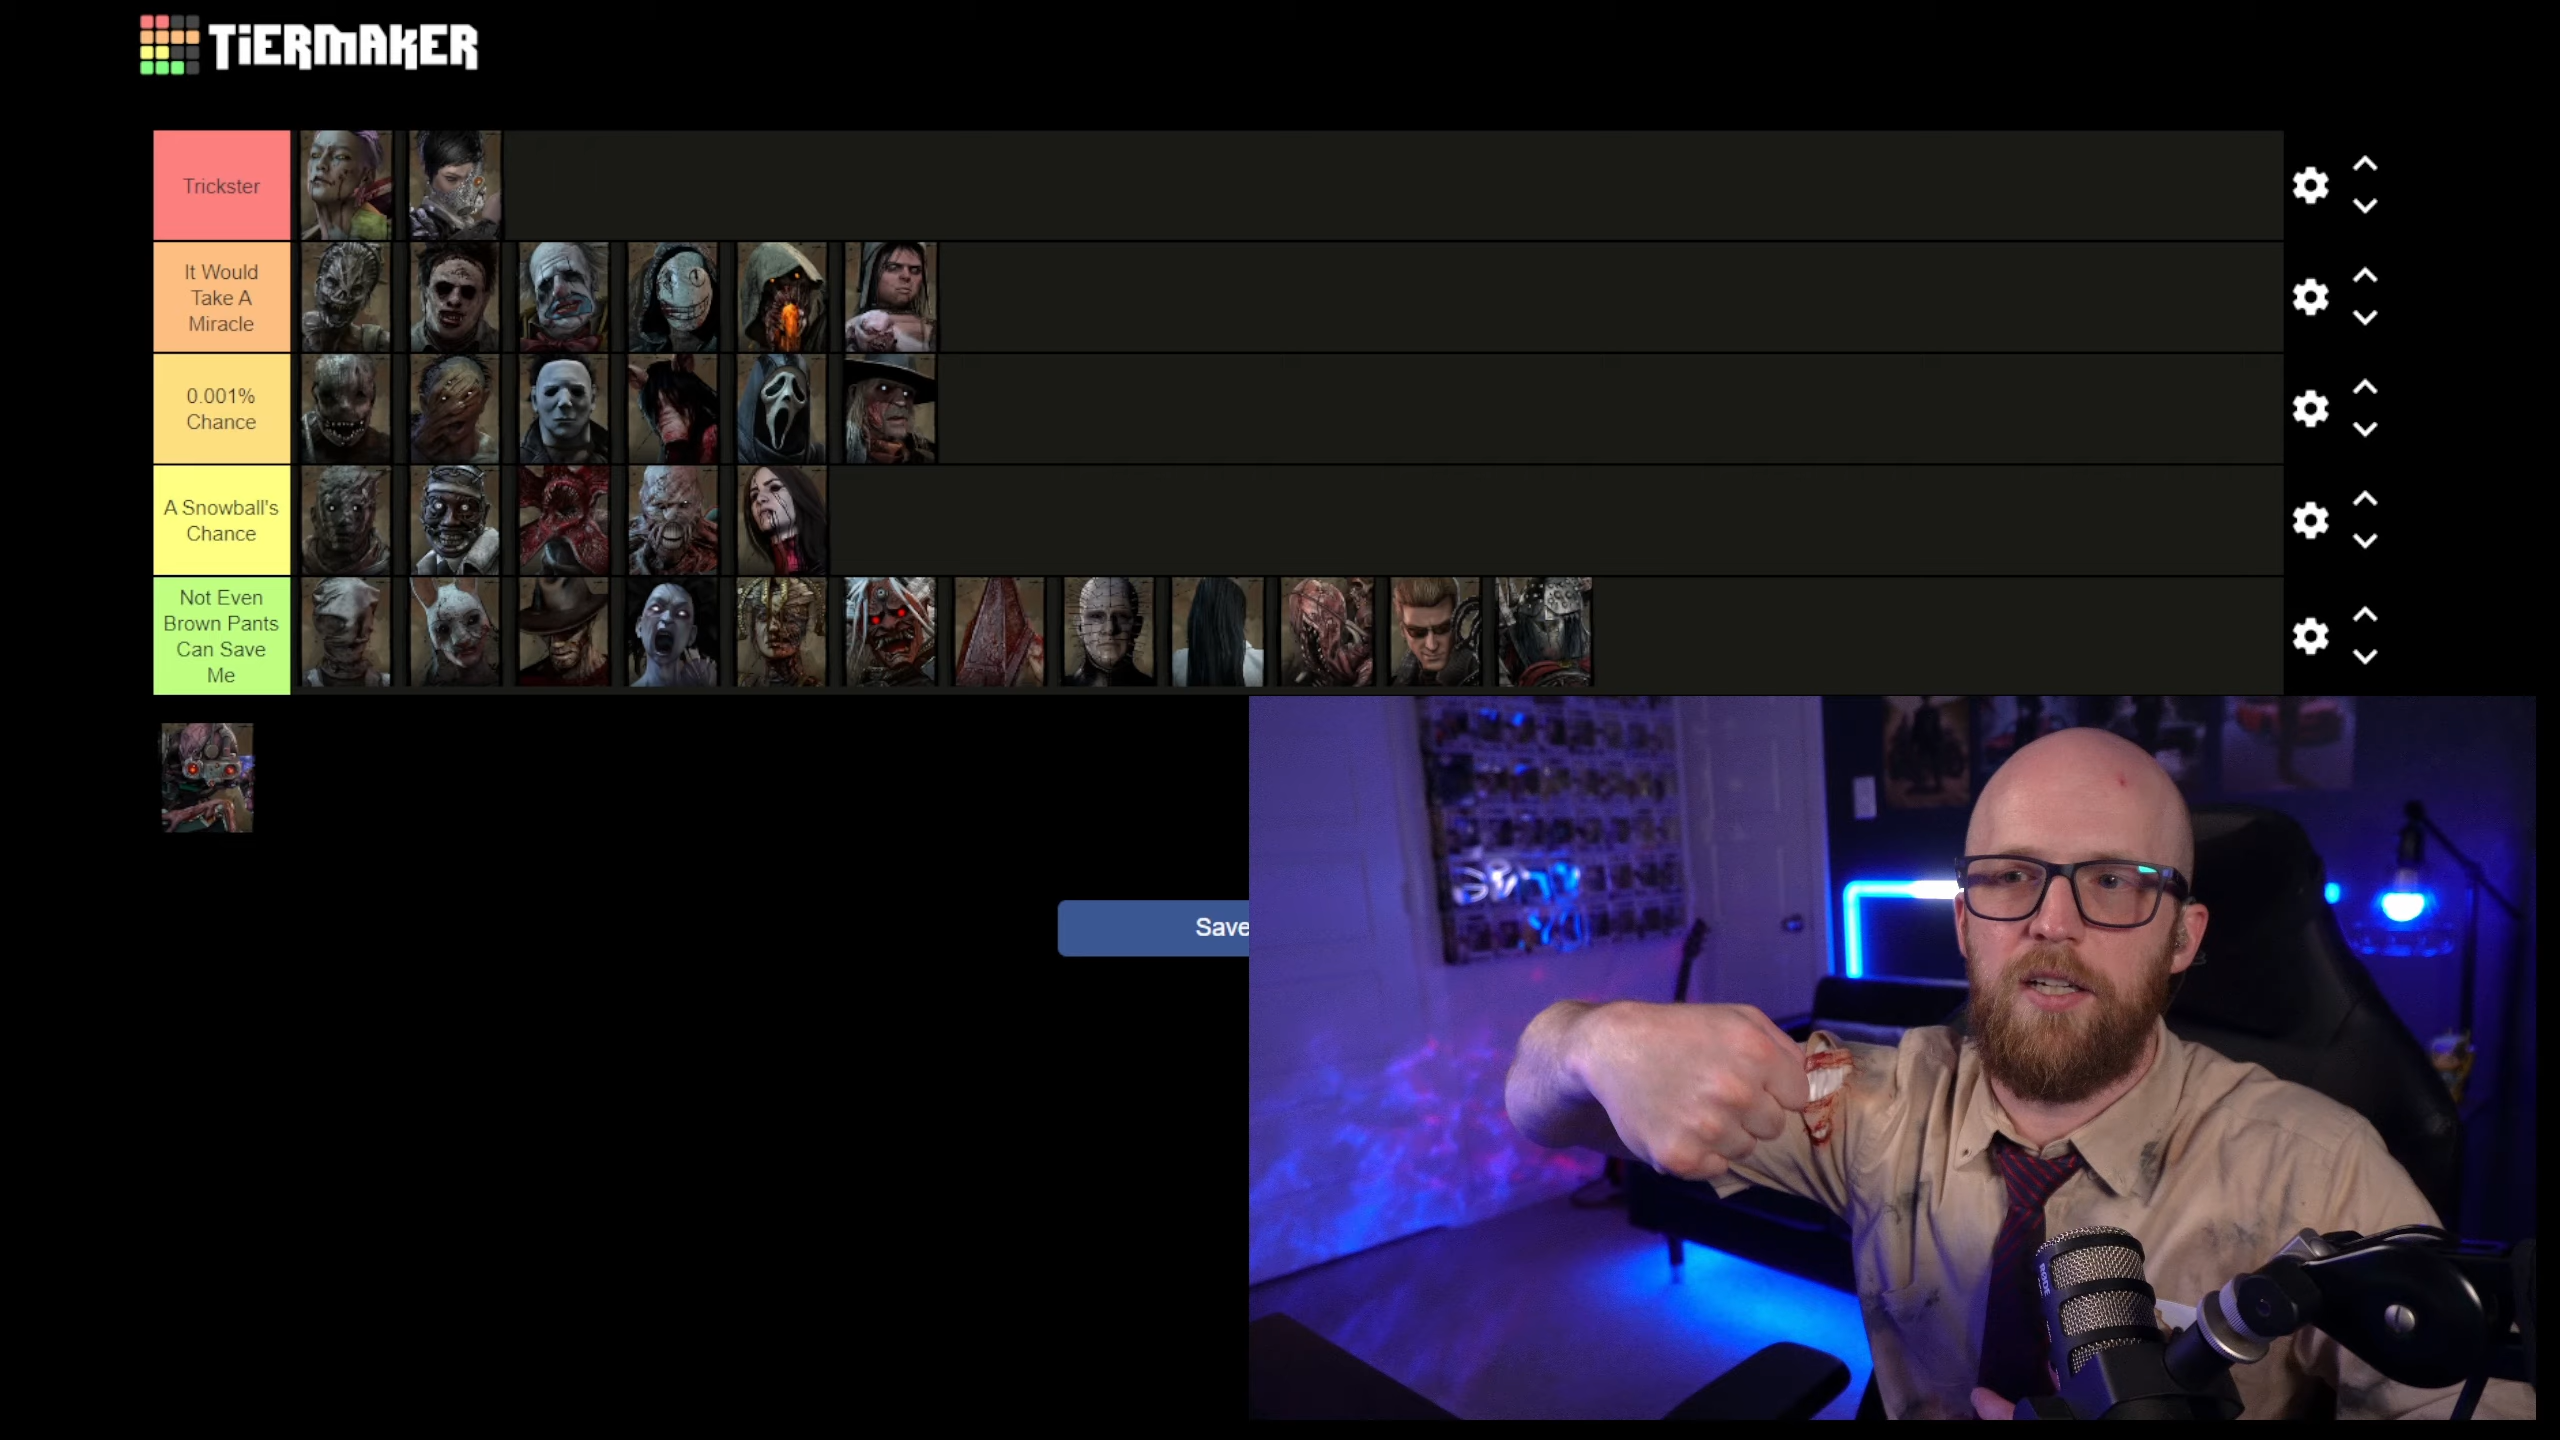 TiERMAKER
Trickster
It Would
Take A
Miracle
0.001%
Chance
A Snowball's
Chance
Not Even
Brown Pants
Can Save
Me
Save
RØDE